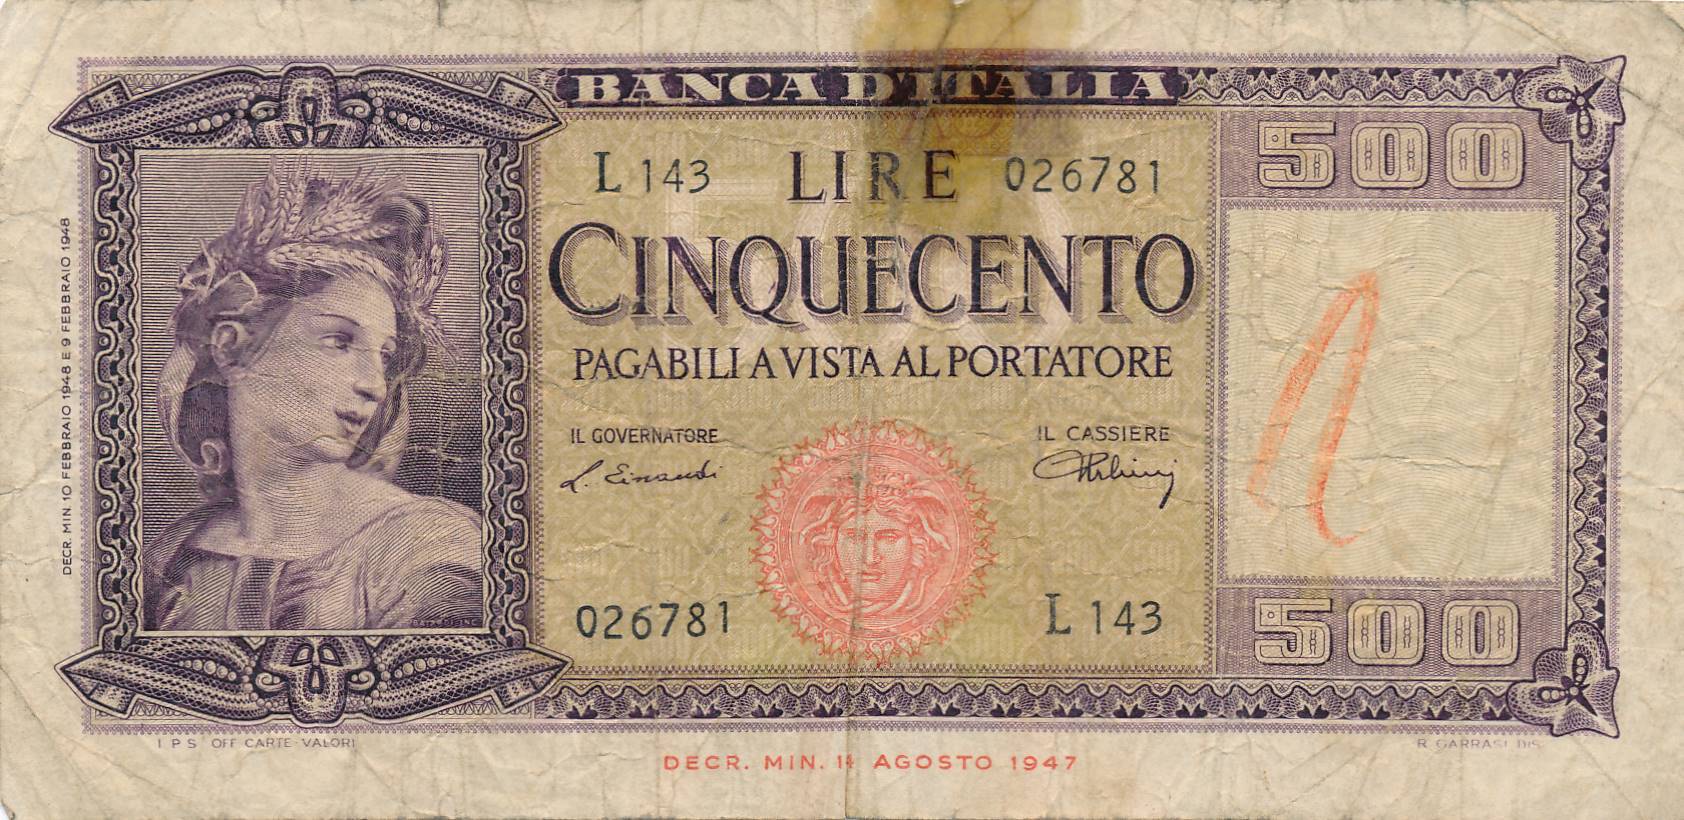 BANCA D'ITALIA
500
L 143 LIRE 026781
CINQUECENTO
PAGABILI A VISTA AL PORTATORE
IL GOVERNATORE IL CASSIERE
L. Einaudi
026781 L 143
500
DECR. MIN. 10 FEBBRAIO 1948 E 9 FEBBRAIO 1948
I P S OFF CARTE-VALORI
R. GARRASI DIS.
DECR. MIN. 14 AGOSTO 1947